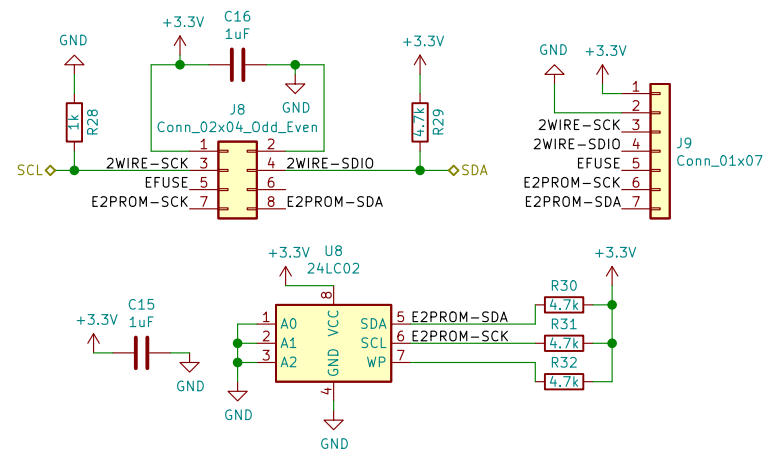 C16
1uF
+3.3V
GND
+3.3V
GND
+3.3V
GND
1k
R28
J8
Conn_02x04_Odd_Even
4.7k
R29
1
2
SCL
2WIRE-SCK
3
4
2WIRE-SDIO
SDA
EFUSE
5
6
E2PROM-SCK
7
8
E2PROM-SDA
1
2
2WIRE-SCK
3
2WIRE-SDIO
4
EFUSE
5
E2PROM-SCK
6
E2PROM-SDA
7
J9
Conn_01x07
+3.3V
U8
24LC02
+3.3V
C15
1uF
+3.3V
GND
8
VCC
1
A0
2
A1
3
A2
GND
4
SDA
5
E2PROM-SDA
SCL
6
E2PROM-SCK
WP
7
R30
4.7k
R31
4.7k
R32
4.7k
GND
GND